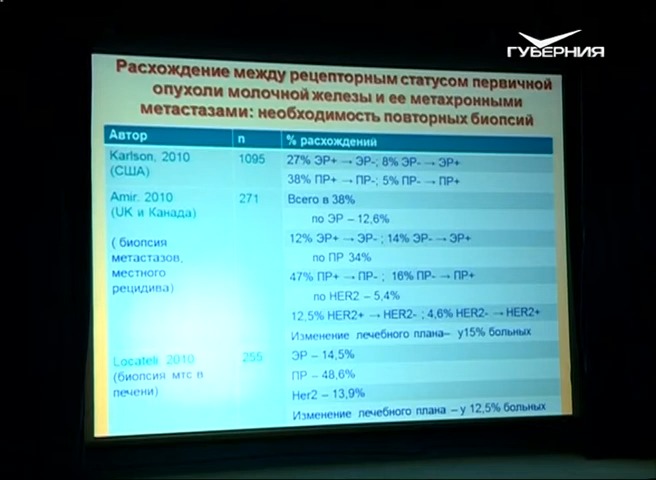 ГУБЕРНИЯ
Расхождение между рецепторным статусом первичной
опухоли молочной железы и ее метахронными
метастазами: необходимость повторных биопсий
Автор n % расхождений
Karlson, 2010 1095 27% ЭР+ → ЭР-; 8% ЭР- → ЭР+
(США) 38% ПР+ → ПР-; 5% ПР- → ПР+
Amir. 2010 271 Всего в 38%
(UK и Канада) по ЭР – 12,6%
( биопсия 12% ЭР+ → ЭР- ; 14% ЭР- → ЭР+
метастазов, по ПР 34%
местного 47% ПР+ → ПР- ; 16% ПР- → ПР+
рецидива) по HER2 – 5,4%
12,5% HER2+ → HER2- ; 4,6% HER2- → HER2+
Изменение лечебного плана– у15% больных
Locateli. 2010 255 ЭР – 14,5%
(биопсия мтс в ПР – 48,6%
печени) Her2 – 13,9%
Изменение лечебного плана – у 12,5% больных